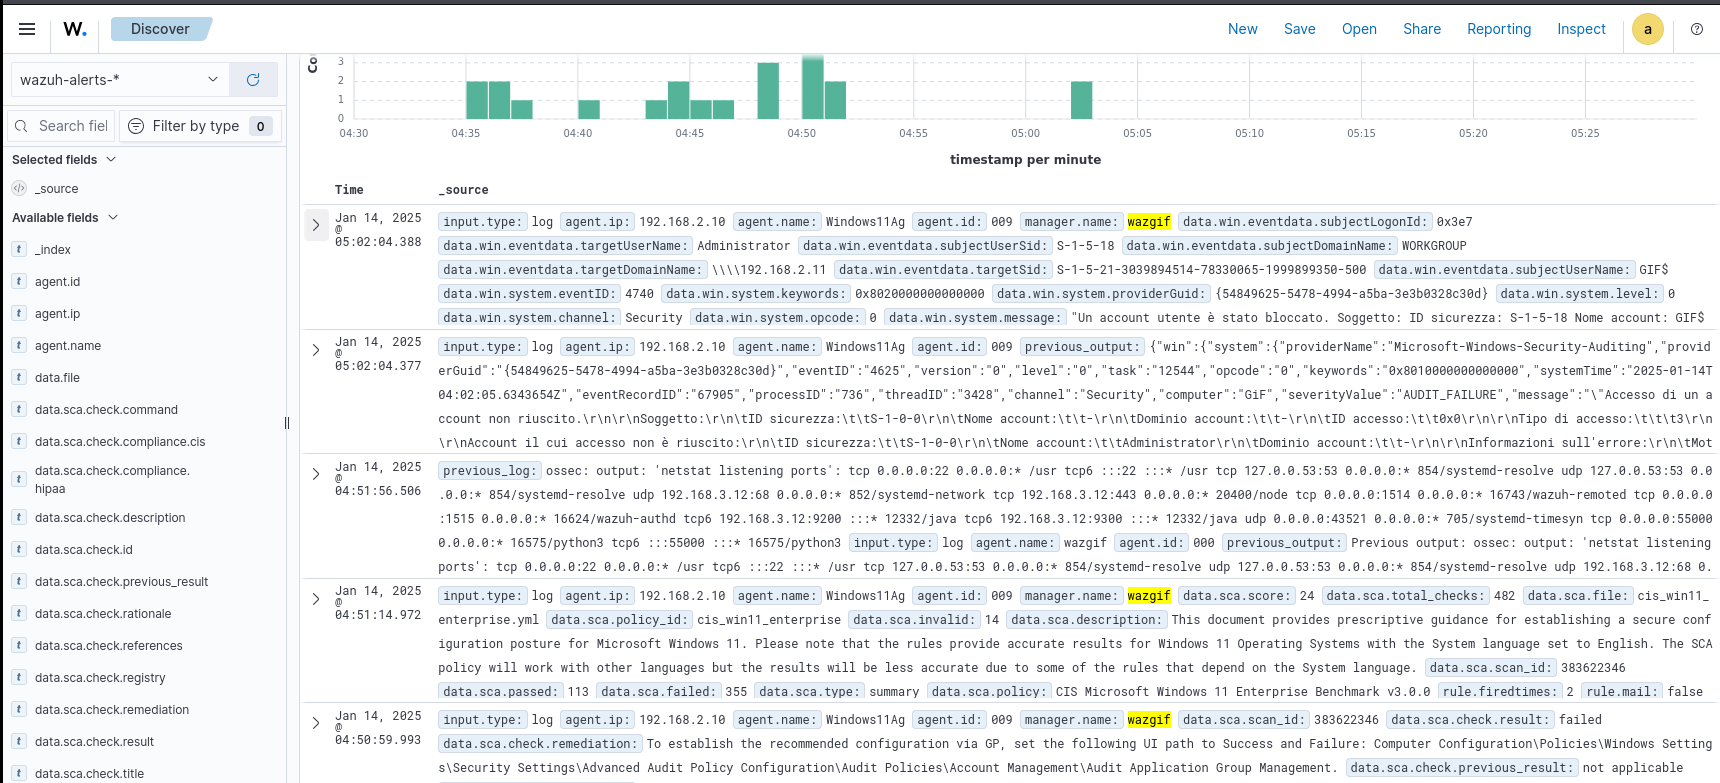 W.
Discover
New
Save
Open
Share
Reporting
Inspect
a
wazuh-alerts-*
Search fiel
Filter by type 0
Selected fields
_source
Available fields
t _index
t agent.id
t agent.ip
t agent.name
t data.file
t data.sca.check.command
t data.sca.check.compliance.cis
t data.sca.check.compliance.
hipaa
t data.sca.check.description
t data.sca.check.id
t data.sca.check.previous_result
t data.sca.check.rationale
t data.sca.check.references
t data.sca.check.registry
t data.sca.check.remediation
t data.sca.check.result
t data.sca.check.title
Co
3
2
1
0
04:30 04:35 04:40 04:45 04:50 04:55 05:00 05:05 05:10 05:15 05:20 05:25
timestamp per minute
Time _source
Jan 14, 2025
@
05:02:04.388
input.type: log agent.ip: 192.168.2.10 agent.name: Windows11Ag agent.id: 009 manager.name: wazgif data.win.eventdata.subjectLogonId: 0x3e7
data.win.eventdata.targetUserName: Administrator data.win.eventdata.subjectUserSid: S-1-5-18 data.win.eventdata.subjectDomainName: WORKGROUP
data.win.eventdata.targetDomainName: \\\\192.168.2.11 data.win.eventdata.targetSid: S-1-5-21-3039894514-78330065-1999899350-500 data.win.eventdata.subjectUserName: GIF$
data.win.system.eventID: 4740 data.win.system.keywords: 0x8020000000000000 data.win.system.providerGuid: {54849625-5478-4994-a5ba-3e3b0328c30d} data.win.system.level: 0
data.win.system.channel: Security data.win.system.opcode: 0 data.win.system.message: "Un account utente è stato bloccato. Soggetto: ID sicurezza: S-1-5-18 Nome account: GIF$
Jan 14, 2025
@
05:02:04.377
input.type: log agent.ip: 192.168.2.10 agent.name: Windows11Ag agent.id: 009 previous_output: {"win":{"system":{"providerName":"Microsoft-Windows-Security-Auditing","provid
erGuid":"{54849625-5478-4994-a5ba-3e3b0328c30d}","eventID":"4625","version":"0","level":"0","task":"12544","opcode":"0","keywords":"0x8010000000000000","systemTime":"2025-01-14T
04:02:05.6343654Z","eventRecordID":"67905","processID":"736","threadID":"3428","channel":"Security","computer":"GiF","severityValue":"AUDIT_FAILURE","message":"\"Accesso di un a
ccount non riuscito.\r\n\r\nSoggetto:\r\n\tID sicurezza:\t\tS-1-0-0\r\n\tNome account:\t\t-\r\n\tDominio account:\t\t-\r\n\tID accesso:\t\t0x0\r\n\r\nTipo di accesso:\t\t\t3\r\n
\r\nAccount il cui accesso non è riuscito:\r\n\tID sicurezza:\t\tS-1-0-0\r\n\tNome account:\t\tAdministrator\r\n\tDominio account:\t\t-\r\n\r\nInformazioni sull'errore:\r\n\tMot
Jan 14, 2025
@
04:51:56.506
previous_log: ossec: output: 'netstat listening ports': tcp 0.0.0.0:22 0.0.0.0:* /usr tcp6 :::22 :::* /usr tcp 127.0.0.53:53 0.0.0.0:* 854/systemd-resolve udp 127.0.0.53:53 0.0
.0.0:* 854/systemd-resolve udp 192.168.3.12:68 0.0.0.0:* 852/systemd-network tcp 192.168.3.12:443 0.0.0.0:* 20400/node tcp 0.0.0.0:1514 0.0.0.0:* 16743/wazuh-remoted tcp 0.0.0.0
:1515 0.0.0.0:* 16624/wazuh-authd tcp6 192.168.3.12:9200 :::* 12332/java tcp6 192.168.3.12:9300 :::* 12332/java udp 0.0.0.0:43521 0.0.0.0:* 705/systemd-timesyn tcp 0.0.0.0:55000
0.0.0.0:* 16575/python3 tcp6 :::55000 :::* 16575/python3 input.type: log agent.name: wazgif agent.id: 000 previous_output: Previous output: ossec: output: 'netstat listening
ports': tcp 0.0.0.0:22 0.0.0.0:* /usr tcp6 :::22 :::* /usr tcp 127.0.0.53:53 0.0.0.0:* 854/systemd-resolve udp 127.0.0.53:53 0.0.0.0:* 854/systemd-resolve udp 192.168.3.12:68 0.
Jan 14, 2025
@
04:51:14.972
input.type: log agent.ip: 192.168.2.10 agent.name: Windows11Ag agent.id: 009 manager.name: wazgif data.sca.score: 24 data.sca.total_checks: 482 data.sca.file: cis_win11_
enterprise.yml data.sca.policy_id: cis_win11_enterprise data.sca.invalid: 14 data.sca.description: This document provides prescriptive guidance for establishing a secure conf
iguration posture for Microsoft Windows 11. Please note that the rules provide accurate results for Windows 11 Operating Systems with the System language set to English. The SCA
policy will work with other languages but the results will be less accurate due to some of the rules that depend on the System language. data.sca.scan_id: 383622346
data.sca.passed: 113 data.sca.failed: 355 data.sca.type: summary data.sca.policy: CIS Microsoft Windows 11 Enterprise Benchmark v3.0.0 rule.firedtimes: 2 rule.mail: false
Jan 14, 2025
@
04:50:59.993
input.type: log agent.ip: 192.168.2.10 agent.name: Windows11Ag agent.id: 009 manager.name: wazgif data.sca.scan_id: 383622346 data.sca.check.result: failed
data.sca.check.remediation: To establish the recommended configuration via GP, set the following UI path to Success and Failure: Computer Configuration\Policies\Windows Setting
s\Security Settings\Advanced Audit Policy Configuration\Audit Policies\Account Management\Audit Application Group Management. data.sca.check.previous_result: not applicable